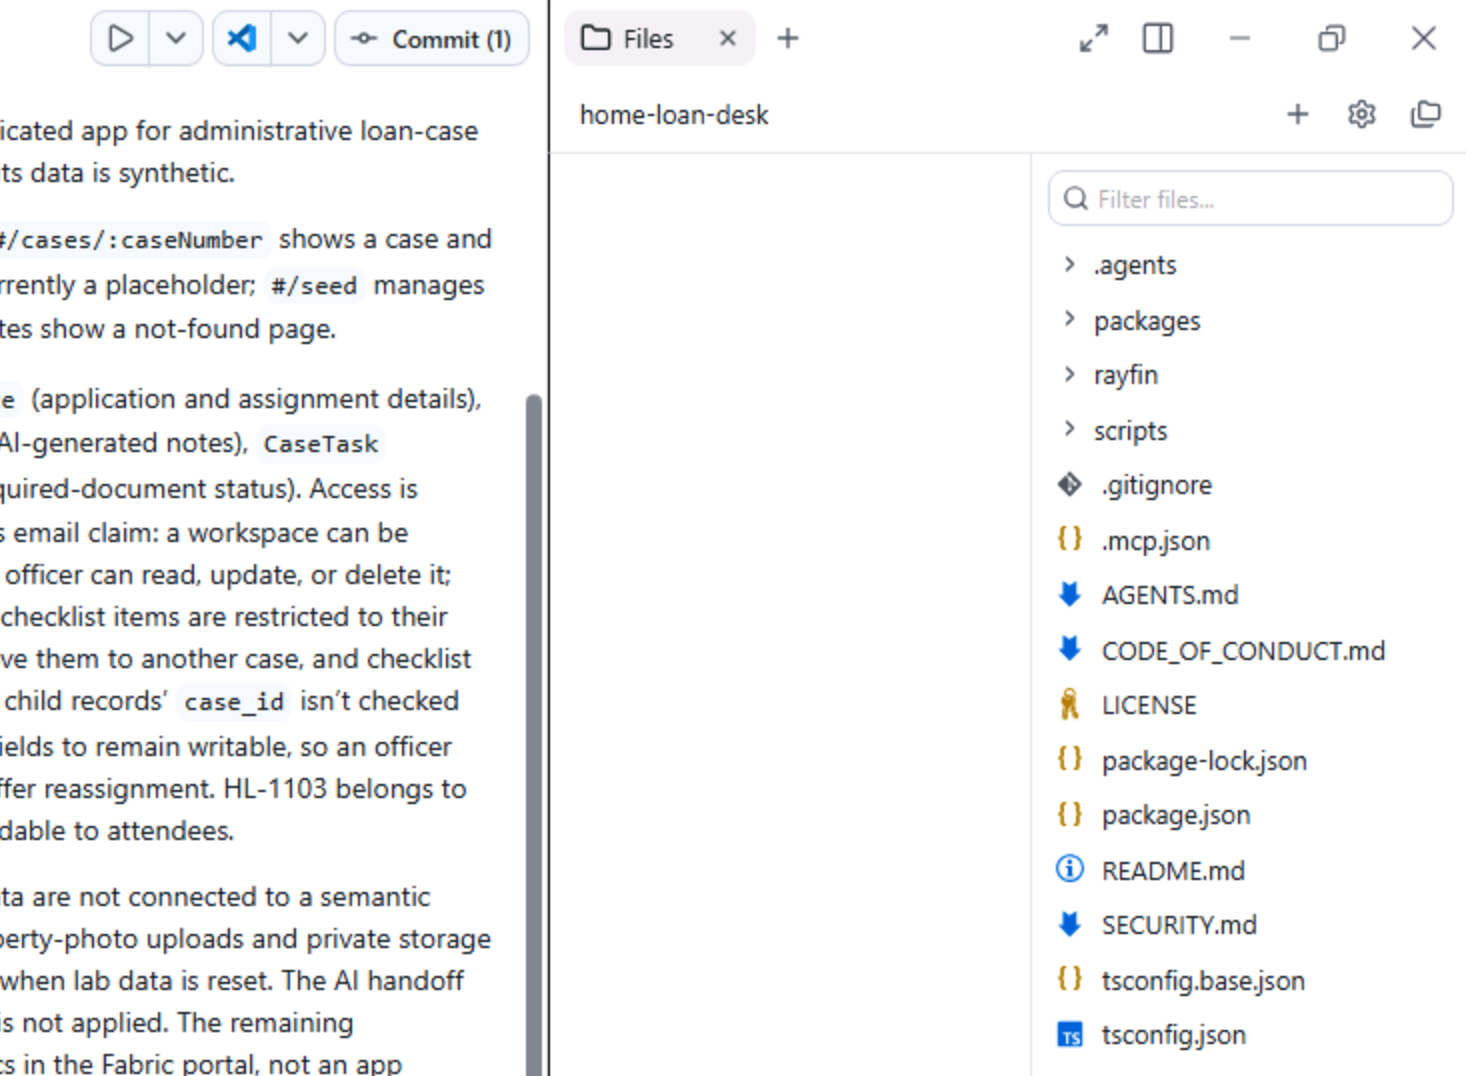 Commit (1)
icated app for administrative loan-case
ts data is synthetic.
#/cases/:caseNumber shows a case and
rrently a placeholder; #/seed manages
tes show a not-found page.
e (application and assignment details),
AI-generated notes), CaseTask
quired-document status). Access is
s email claim: a workspace can be
officer can read, update, or delete it;
checklist items are restricted to their
ve them to another case, and checklist
child records’ case_id isn’t checked
ields to remain writable, so an officer
ffer reassignment. HL-1103 belongs to
dable to attendees.
ta are not connected to a semantic
perty-photo uploads and private storage
when lab data is reset. The AI handoff
is not applied. The remaining
cs in the Fabric portal, not an app
Files
home-loan-desk
Filter files...
.agents
packages
rayfin
scripts
.gitignore
.mcp.json
AGENTS.md
CODE_OF_CONDUCT.md
LICENSE
package-lock.json
package.json
README.md
SECURITY.md
tsconfig.base.json
TS tsconfig.json